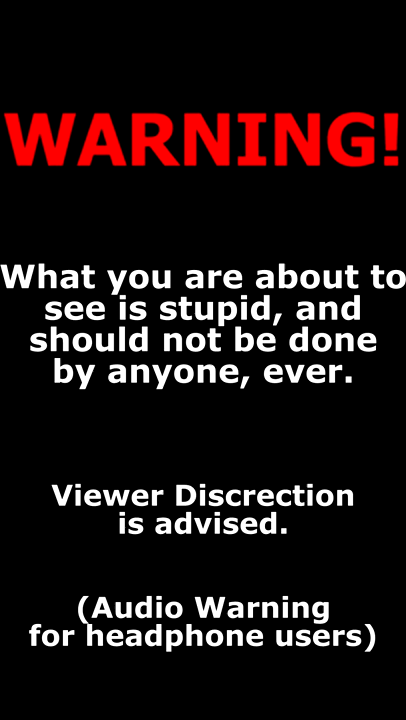 WARNING!
What you are about to
see is stupid, and
should not be done
by anyone, ever.
Viewer Discrection
is advised.
(Audio Warning
for headphone users)